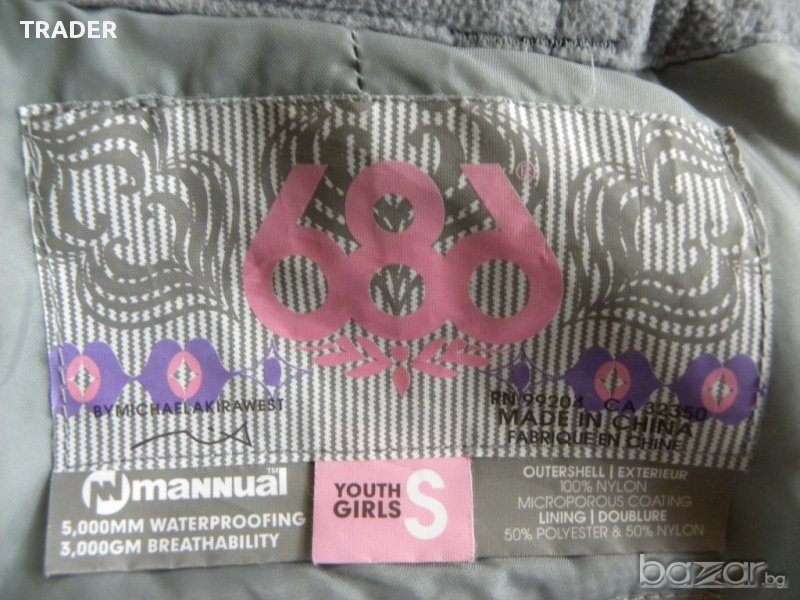 TRADER
686®
BYMICHAELAKIRAWEST
RN 99204 CA 32350
MADE IN CHINA
FABRIQUE EN CHINE
mannual™
5,000MM WATERPROOFING
3,000GM BREATHABILITY
YOUTH
GIRLS
S
OUTERSHELL | EXTERIEUR
100% NYLON
MICROPOROUS COATING
LINING | DOUBLURE
50% POLYESTER & 50% NYLON
bazar.bg